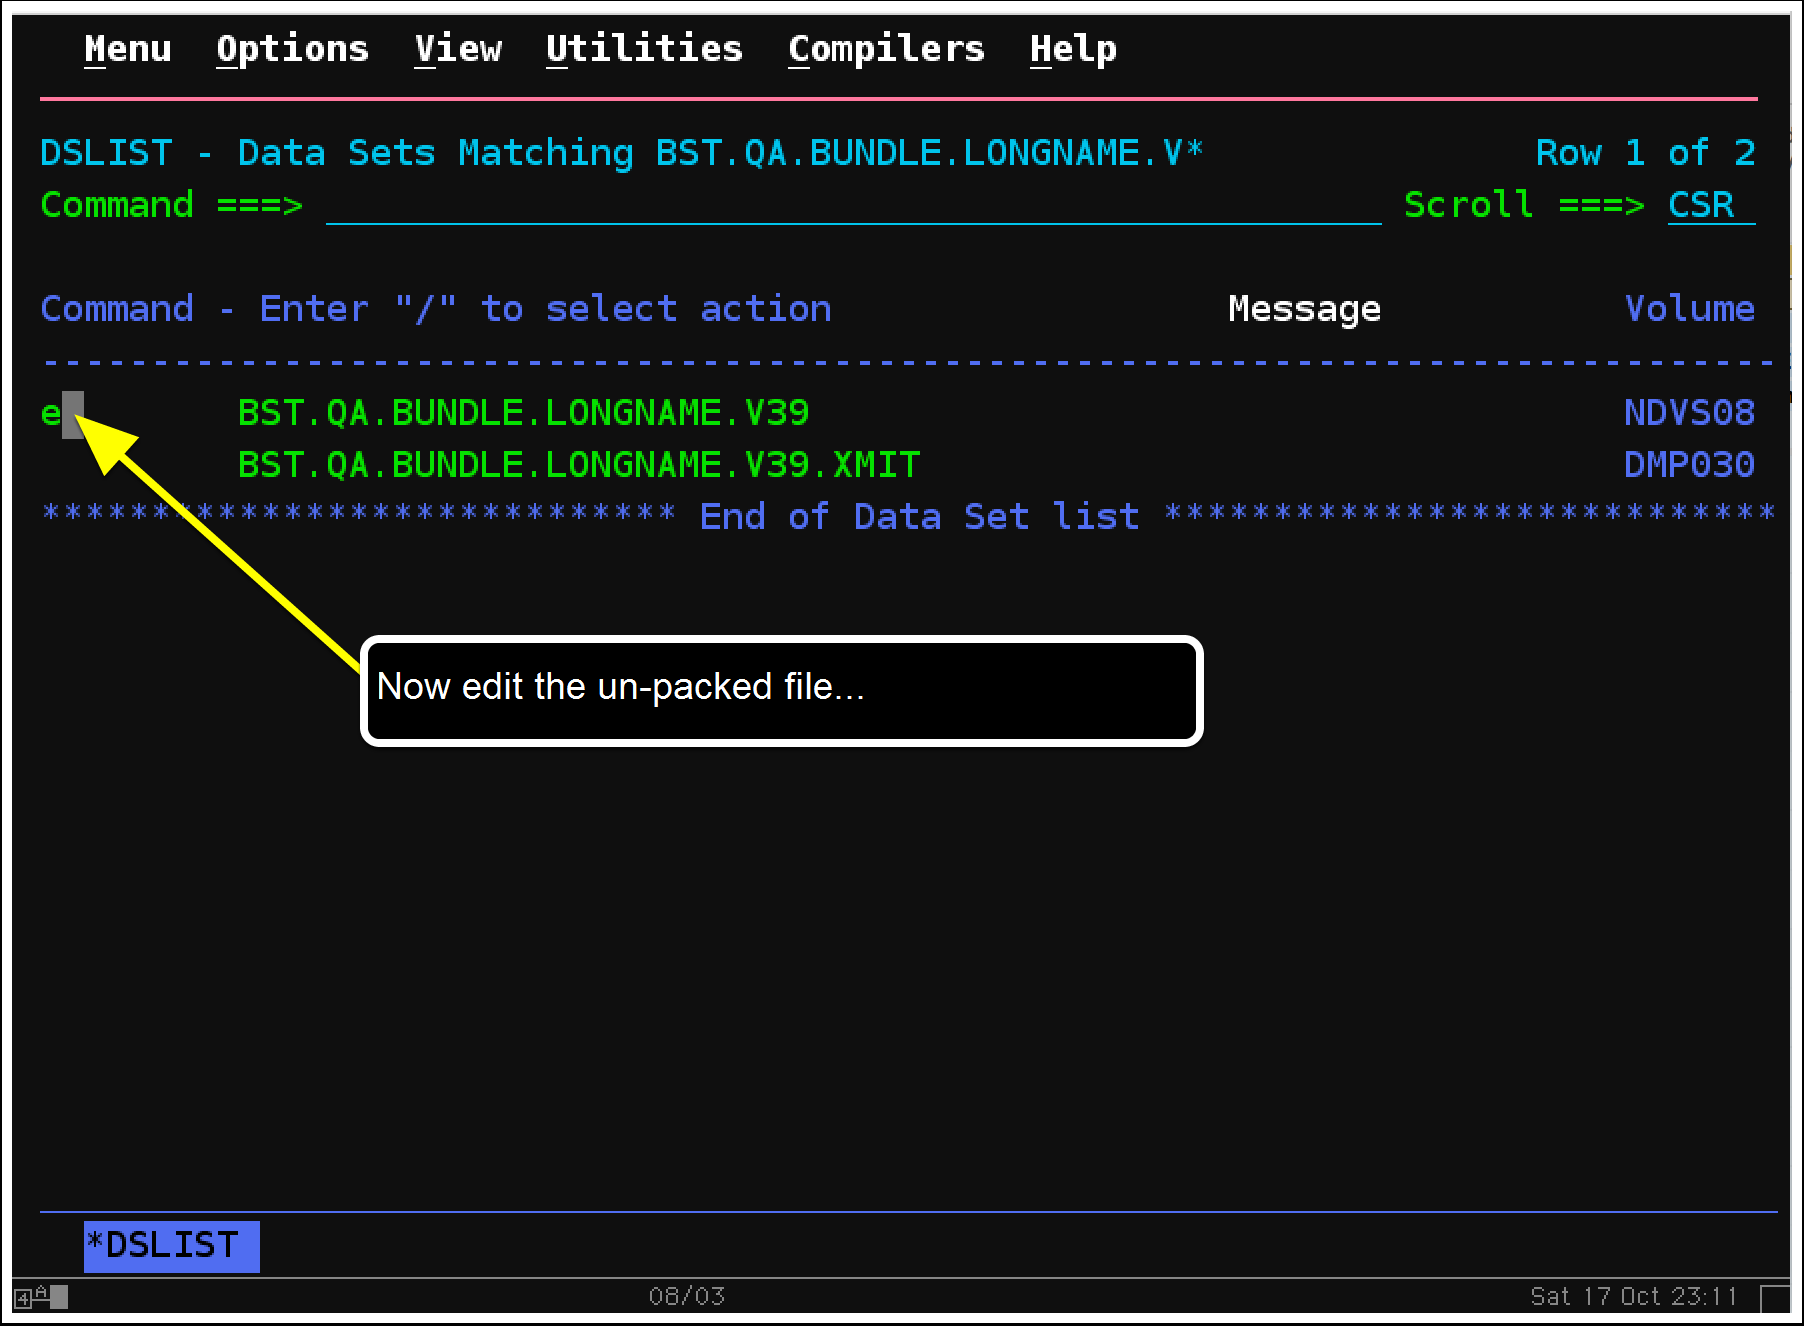 Menu Options View Utilities Compilers Help
DSLIST - Data Sets Matching BST.QA.BUNDLE.LONGNAME.V* Row 1 of 2
Command ===> Scroll ===> CSR
Command - Enter "/" to select action Message Volume
-------------------------------------------------------------------------------
e BST.QA.BUNDLE.LONGNAME.V39 NDVS08
BST.QA.BUNDLE.LONGNAME.V39.XMIT DMP030
***************************** End of Data Set list ****************************
Now edit the un-packed file...
*DSLIST
4 A 08/03 Sat 17 Oct 23:11